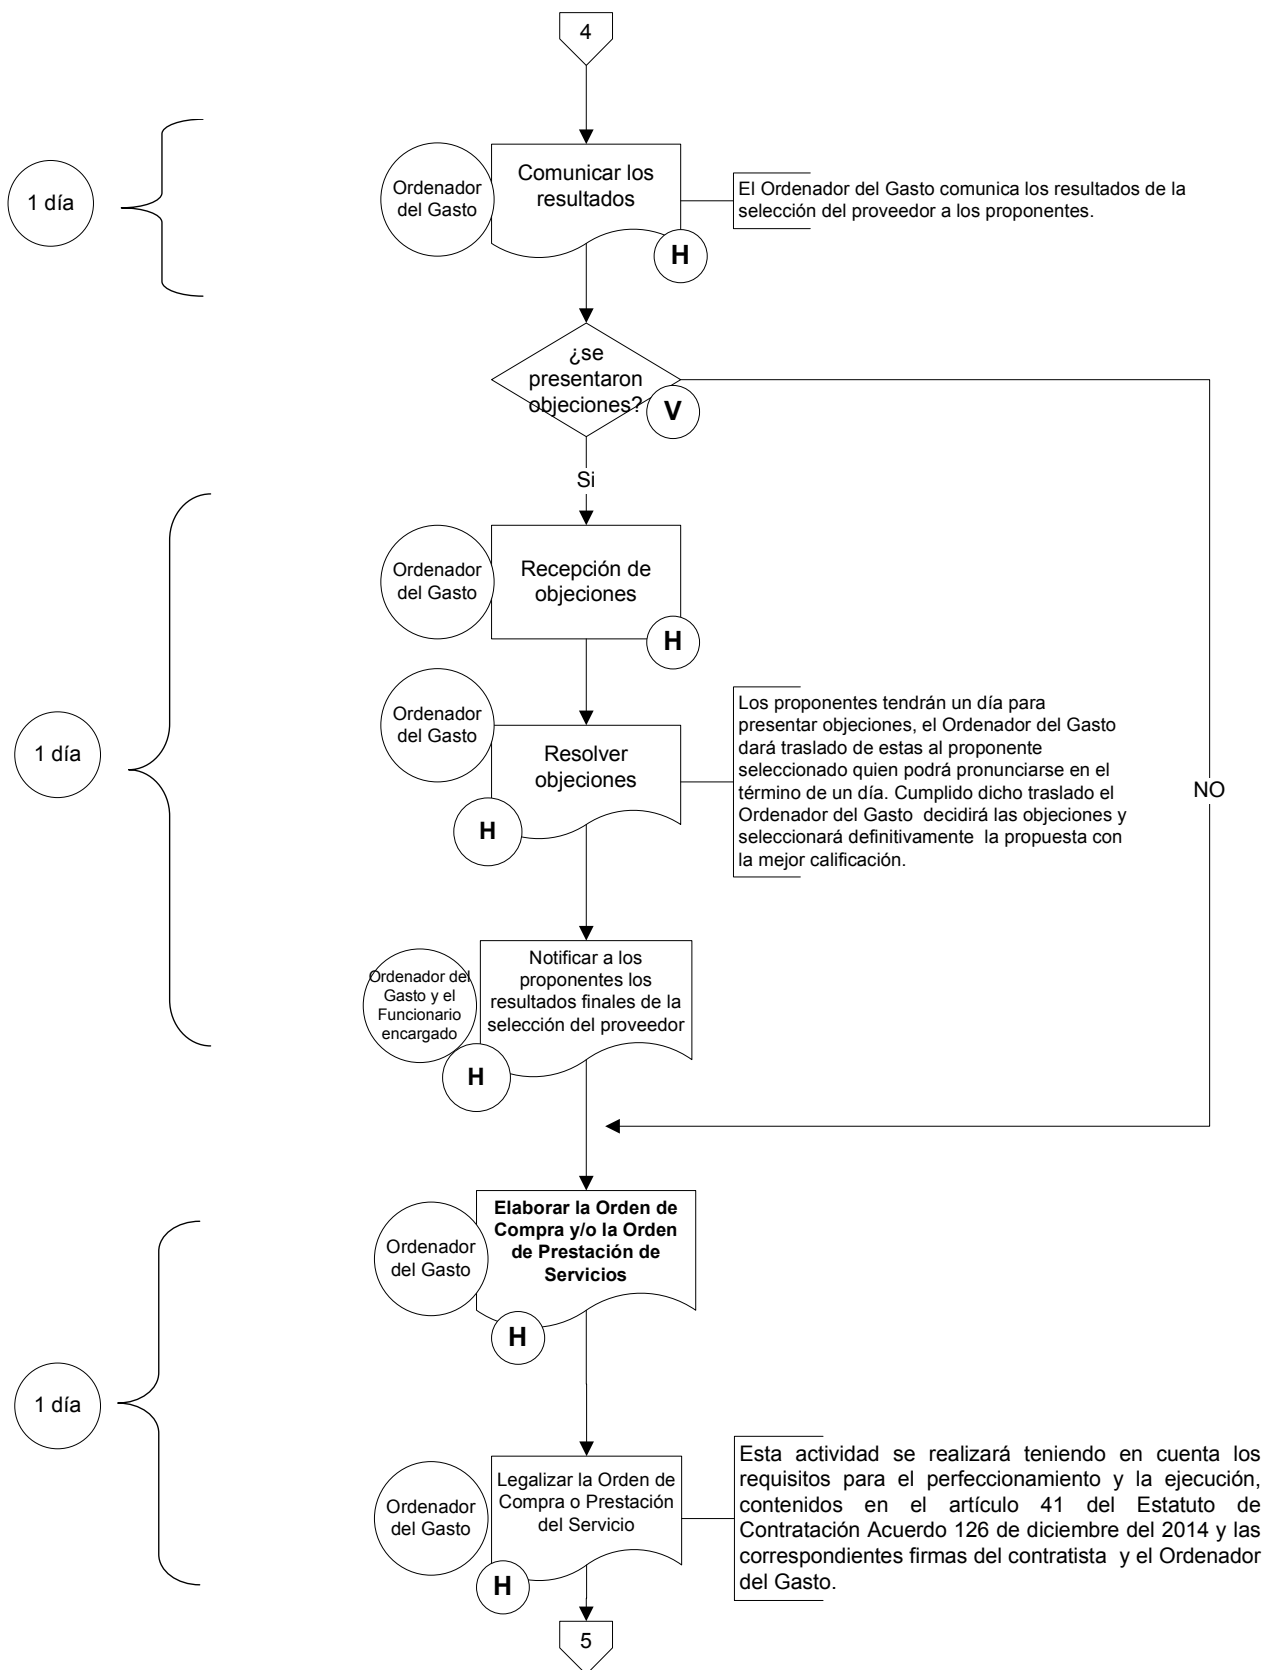 4
1 día
Ordenador
del Gasto
Comunicar los
resultados
H
El Ordenador del Gasto comunica los resultados de la
selección del proveedor a los proponentes.
¿se
presentaron
objeciones?
V
Si
NO
1 día
Ordenador
del Gasto
Recepción de
objeciones
H
Ordenador
del Gasto
Resolver
objeciones
H
Los proponentes tendrán un día para
presentar objeciones, el Ordenador del Gasto
dará traslado de estas al proponente
seleccionado quien podrá pronunciarse en el
término de un día. Cumplido dicho traslado el
Ordenador del Gasto decidirá las objeciones y
seleccionará definitivamente la propuesta con
la mejor calificación.
Ordenador del
Gasto y el
Funcionario
encargado
Notificar a los
proponentes los
resultados finales de la
selección del proveedor
H
1 día
Ordenador
del Gasto
Elaborar la Orden de
Compra y/o la Orden
de Prestación de
Servicios
H
Ordenador
del Gasto
Legalizar la Orden de
Compra o Prestación
del Servicio
H
Esta actividad se realizará teniendo en cuenta los
requisitos para el perfeccionamiento y la ejecución,
contenidos en el artículo 41 del Estatuto de
Contratación Acuerdo 126 de diciembre del 2014 y las
correspondientes firmas del contratista y el Ordenador
del Gasto.
5